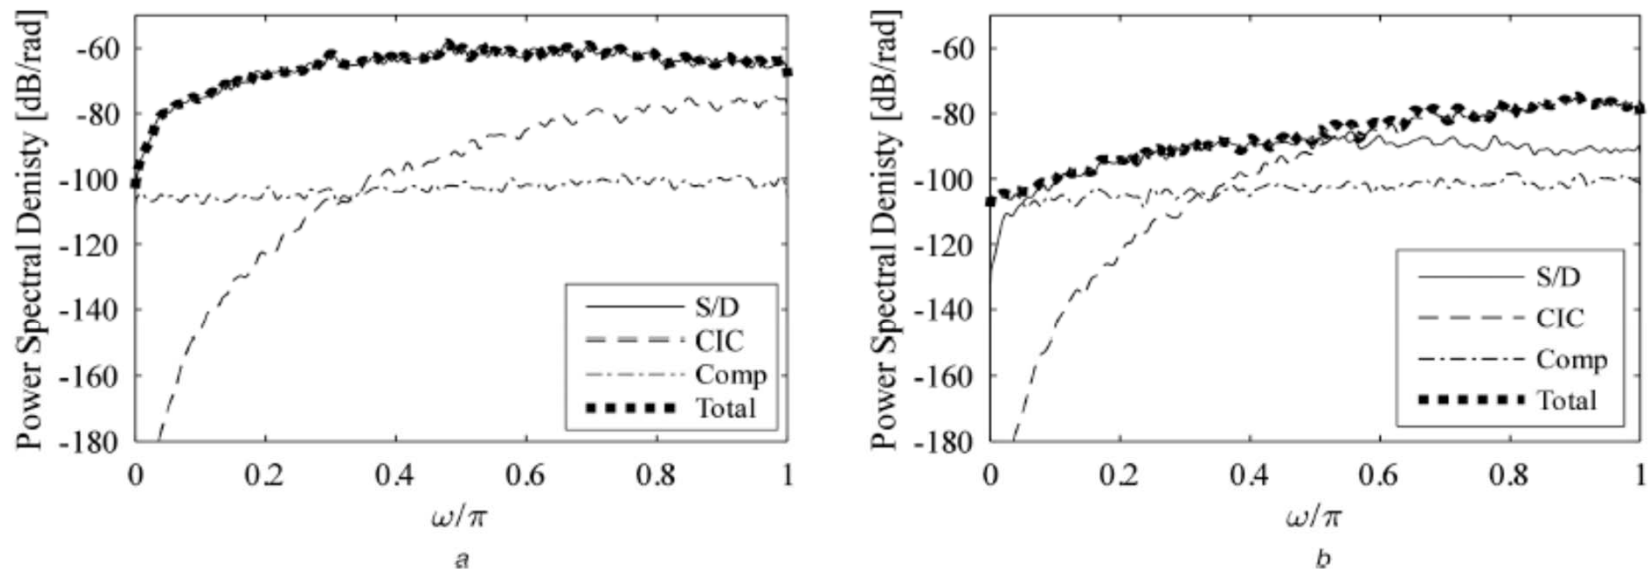 Power Spectral Denisty [dB/rad]
-60
-80
-100
-120
-140
-160
-180
0 0.2 0.4 0.6 0.8 1
ω/π
S/D
CIC
Comp
Total
a
Power Spectral Denisty [dB/rad]
-60
-80
-100
-120
-140
-160
-180
0 0.2 0.4 0.6 0.8 1
ω/π
S/D
CIC
Comp
Total
b